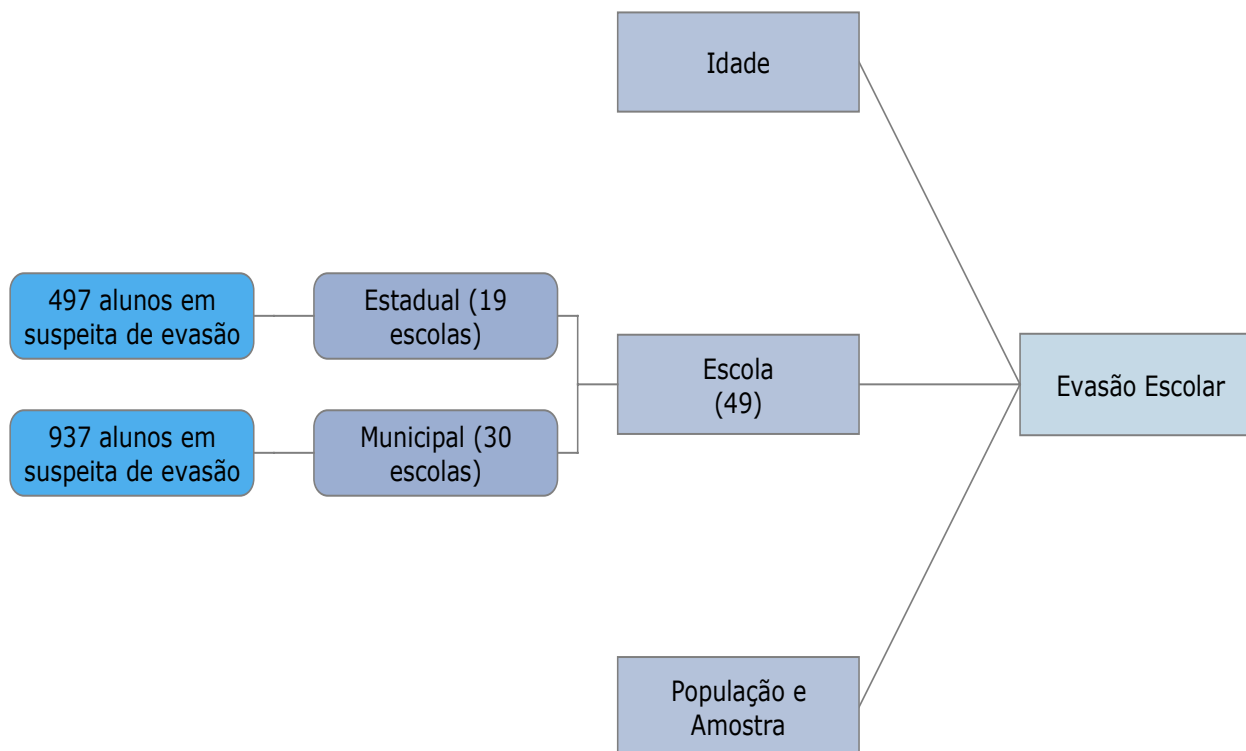 Idade
497 alunos em
suspeita de evasão
Estadual (19
escolas)
Escola
(49)
Evasão Escolar
937 alunos em
suspeita de evasão
Municipal (30
escolas)
População e
Amostra